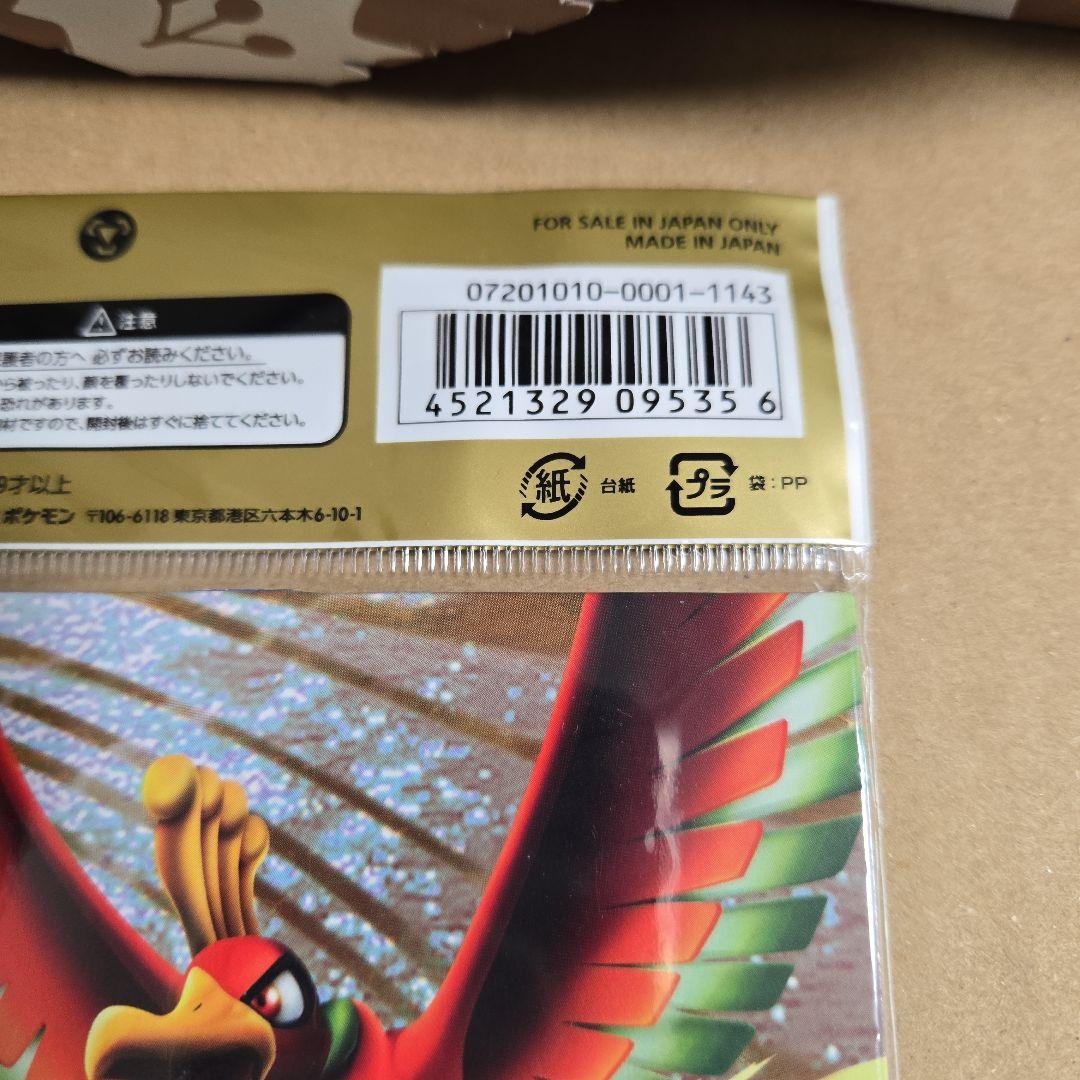 FOR SALE IN JAPAN ONLY
MADE IN JAPAN
07201010-0001-1143
4521329 09535 6
注意
の方へ 必ずお読みください。
ら被ったり、顔を覆ったりしないでください。
恐れがあります。
材ですので、開封後はすぐに捨ててください。
紙 台紙
プラ 袋:PP
9才以上
ポケモン 〒106-6118 東京都港区六本木6-10-1